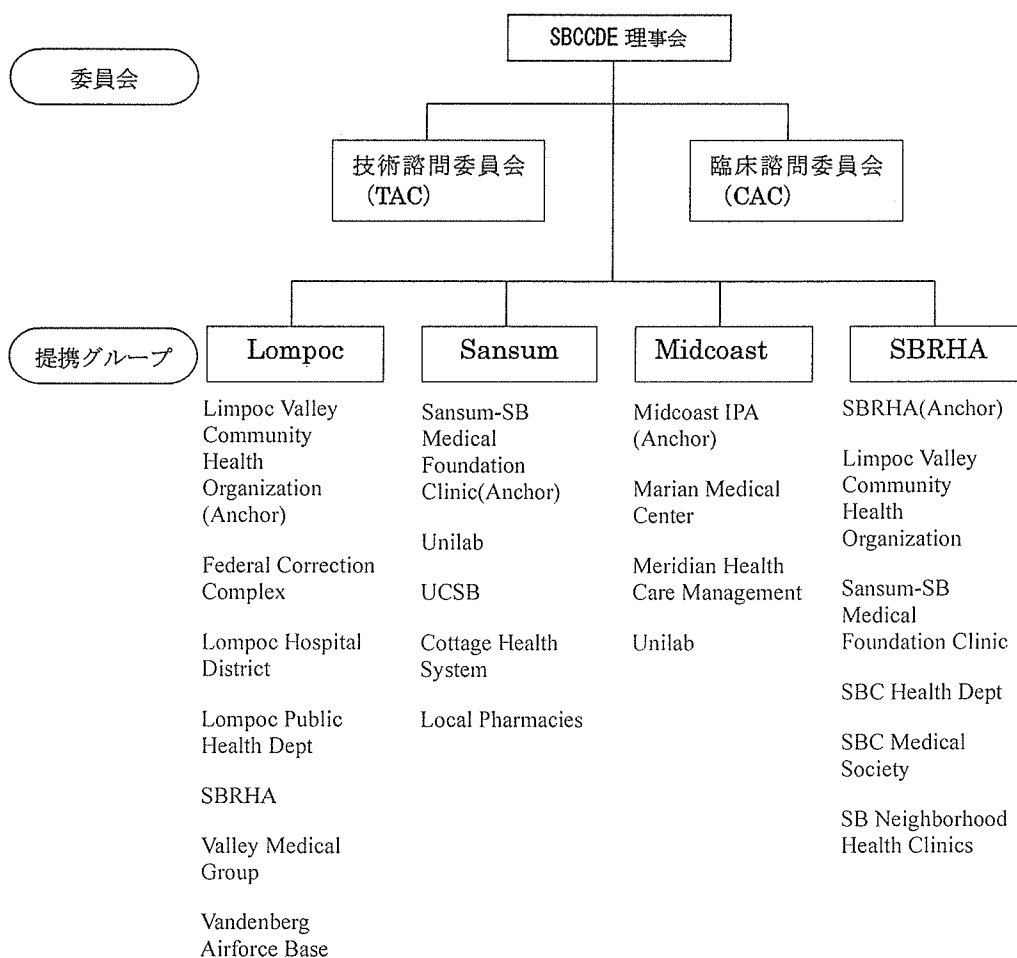 SBCCDE 理事会
委員会
技術諮問委員会
(TAC)
臨床諮問委員会
(CAC)
提携グループ
Lompoc
Sansum
Midcoast
SBRHA
Limpoc Valley
Community
Health
Organization
(Anchor)
Federal Correction
Complex
Lompoc Hospital
District
Lompoc Public
Health Dept
SBRHA
Valley Medical
Group
Vandenberg
Airforce Base
Sansum-SB
Medical
Foundation
Clinic(Anchor)
Unilab
UCSB
Cottage Health
System
Local Pharmacies
Midcoast IPA
(Anchor)
Marian Medical
Center
Meridian Health
Care Management
Unilab
SBRHA(Anchor)
Limpoc Valley
Community
Health
Organization
Sansum-SB
Medical
Foundation Clinic
SBC Health Dept
SBC Medical
Society
SB Neighborhood
Health Clinics